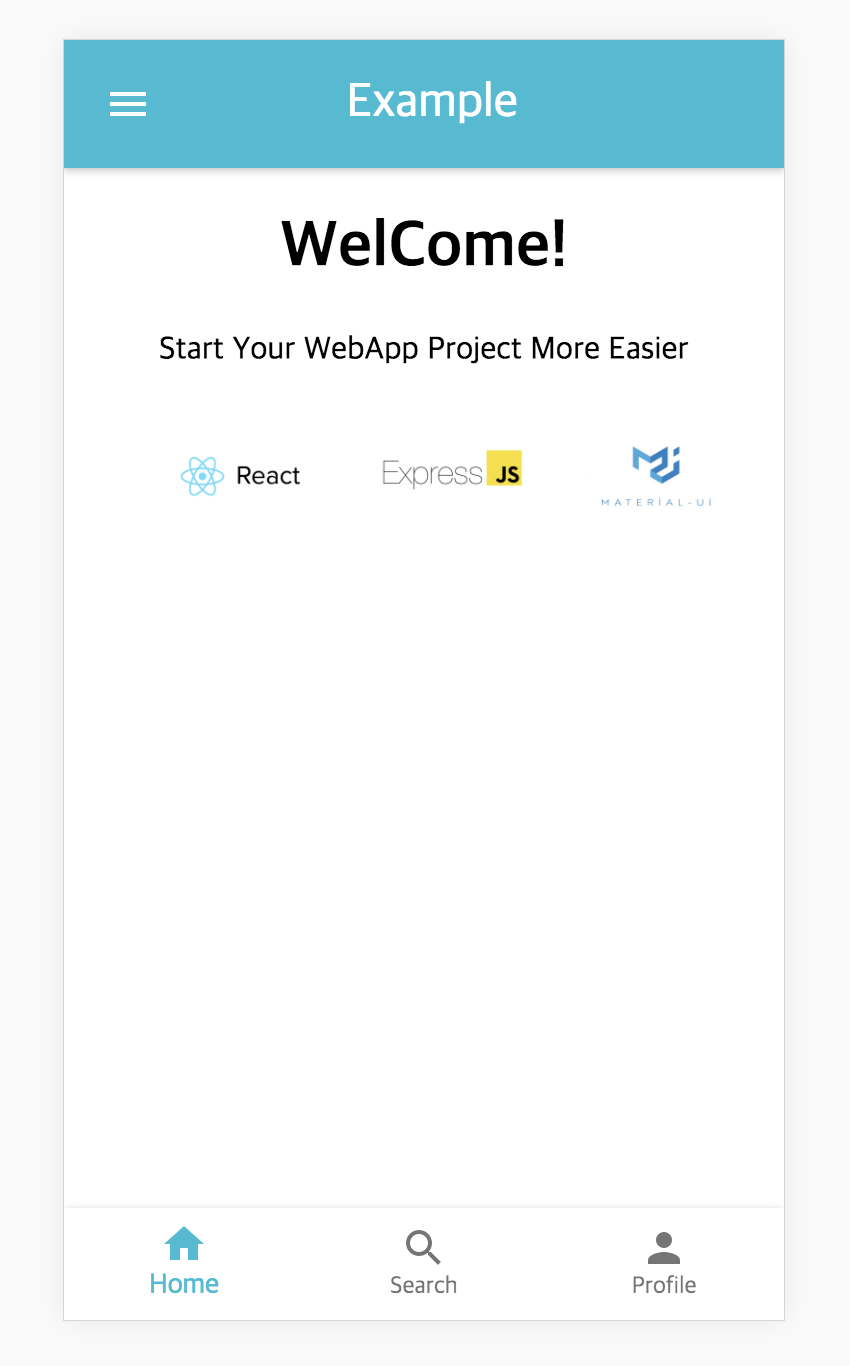 Example
WelCome!
Start Your WebApp Project More Easier
React
Express JS
MATERIAL-UI
Home
Search
Profile